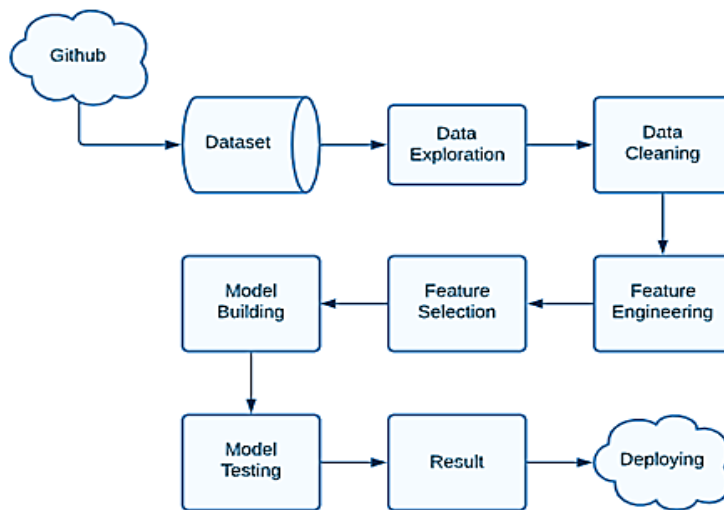 Github
Dataset
Data
Exploration
Data
Cleaning
Model
Building
Feature
Selection
Feature
Engineering
Model
Testing
Result
Deploying